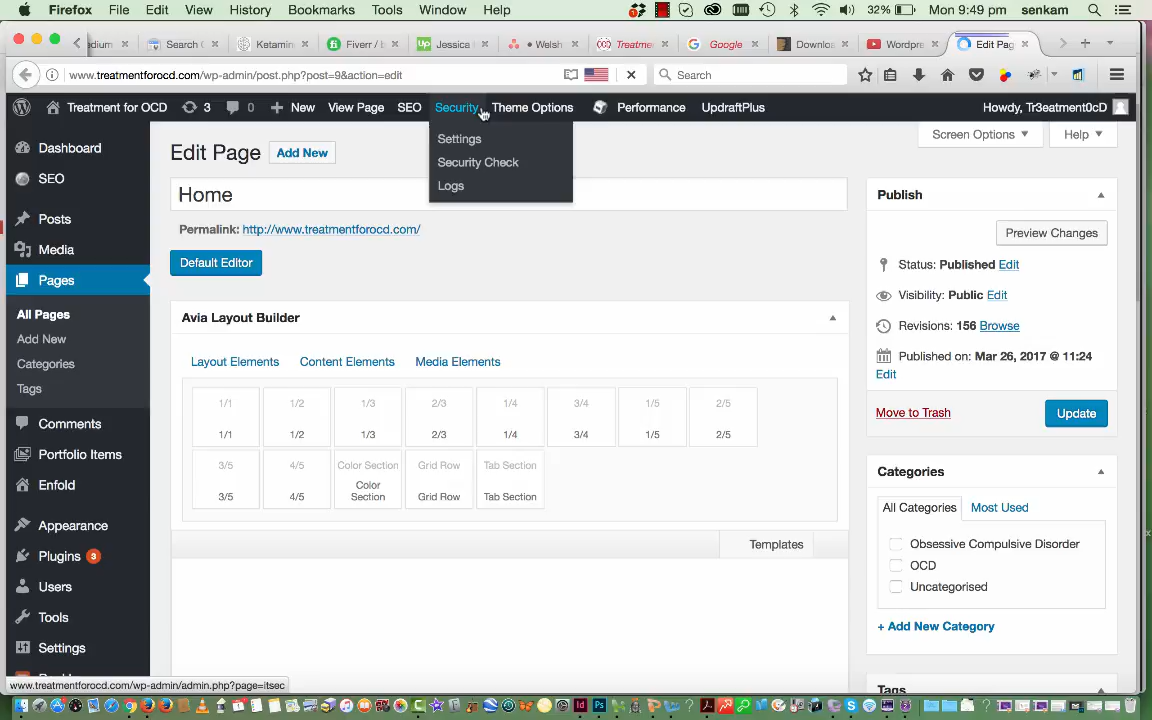 Firefox File Edit View History Bookmarks Tools Window Help 32% Mon 9:49 pm senkam
edium Search Ketamin Fiverr / Jessica Welsh Treatme Google Downloa Wordpre Edit Pag
www.treatmentforocd.com/wp-admin/post.php?post=9&action=edit Search
Treatment for OCD 3 0 New View Page SEO Security Theme Options Performance UpdraftPlus Howdy, Tr3eatment0cD
Settings
Security Check
Logs
Screen Options Help
Dashboard
SEO
Posts
Media
Pages
All Pages
Add New
Categories
Tags
Comments
Portfolio Items
Enfold
Appearance
Plugins 3
Users
Tools
Settings
Edit Page Add New
Home
Permalink: http://www.treatmentforocd.com/
Default Editor
Avia Layout Builder
Layout Elements Content Elements Media Elements
1/1 1/2 1/3 2/3 1/4 3/4 1/5 2/5
1/1 1/2 1/3 2/3 1/4 3/4 1/5 2/5
3/5 4/5 Color Section Grid Row Tab Section
3/5 4/5 Color Section Grid Row Tab Section
Templates
Publish
Preview Changes
Status: Published Edit
Visibility: Public Edit
Revisions: 156 Browse
Published on: Mar 26, 2017 @ 11:24
Edit
Move to Trash Update
Categories
All Categories Most Used
Obsessive Compulsive Disorder
OCD
Uncategorised
+ Add New Category
Tags
www.treatmentforocd.com/wp-admin/admin.php?page=itsec